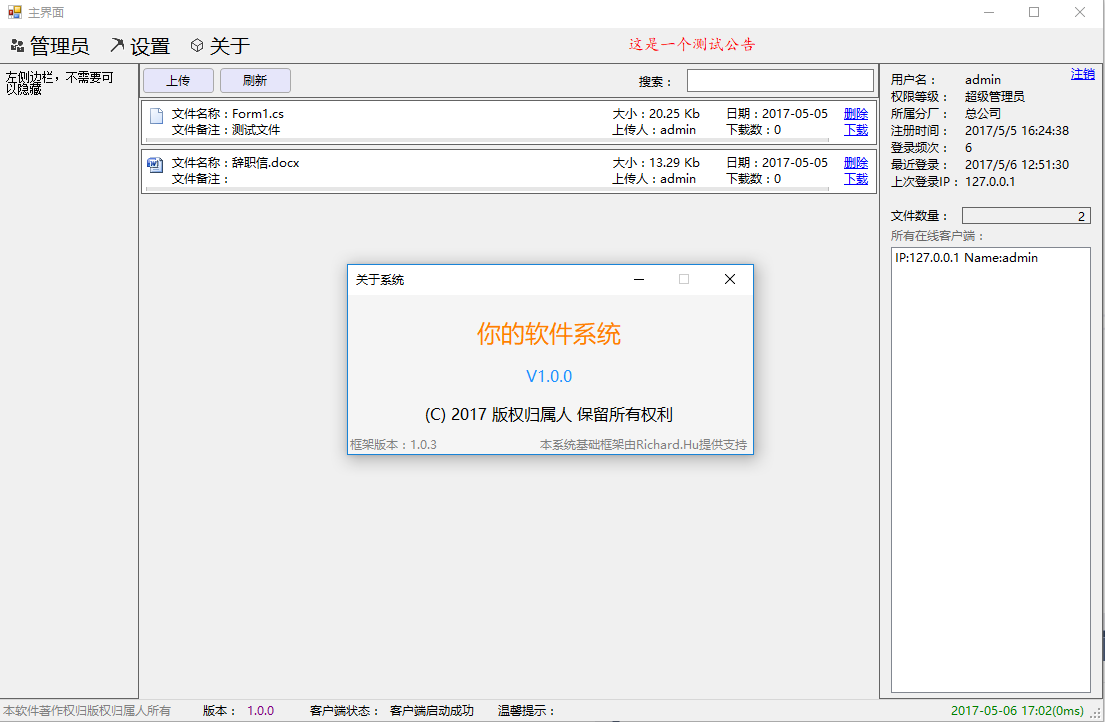 主界面
管理员 设置 关于 这是一个测试公告
左侧边栏，不需要可
以隐藏
上传 刷新 搜索：
文件名称：Form1.cs 大小：20.25 Kb 日期：2017-05-05 删除
文件备注：测试文件 上传人：admin 下载数：0 下载
文件名称：辞职信.docx 大小：13.29 Kb 日期：2017-05-05 删除
文件备注： 上传人：admin 下载数：0 下载
注销
用户名： admin
权限等级： 超级管理员
所属分厂： 总公司
注册时间： 2017/5/5 16:24:38
登录频次： 6
最近登录： 2017/5/6 12:51:30
上次登录IP： 127.0.0.1
文件数量： 2
所有在线客户端：
IP:127.0.0.1 Name:admin
关于系统
你的软件系统
V1.0.0
(C) 2017 版权归属人 保留所有权利
框架版本：1.0.3 本系统基础框架由Richard.Hu提供支持
本软件著作权归版权归属人所有 版本： 1.0.0 客户端状态： 客户端启动成功 温馨提示： 2017-05-06 17:02(0ms)